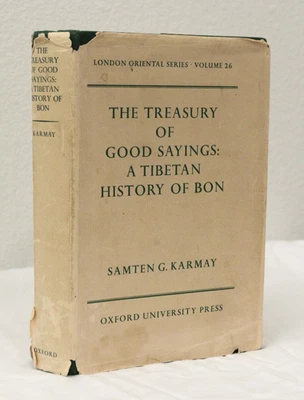 THE
TREASURY
OF
GOOD SAYINGS:
A TIBETAN
HISTORY OF
BON
KARMAY
OXFORD
LONDON ORIENTAL SERIES · VOLUME 26
THE TREASURY
OF
GOOD SAYINGS:
A TIBETAN
HISTORY OF BON
SAMTEN G. KARMAY
OXFORD UNIVERSITY PRESS